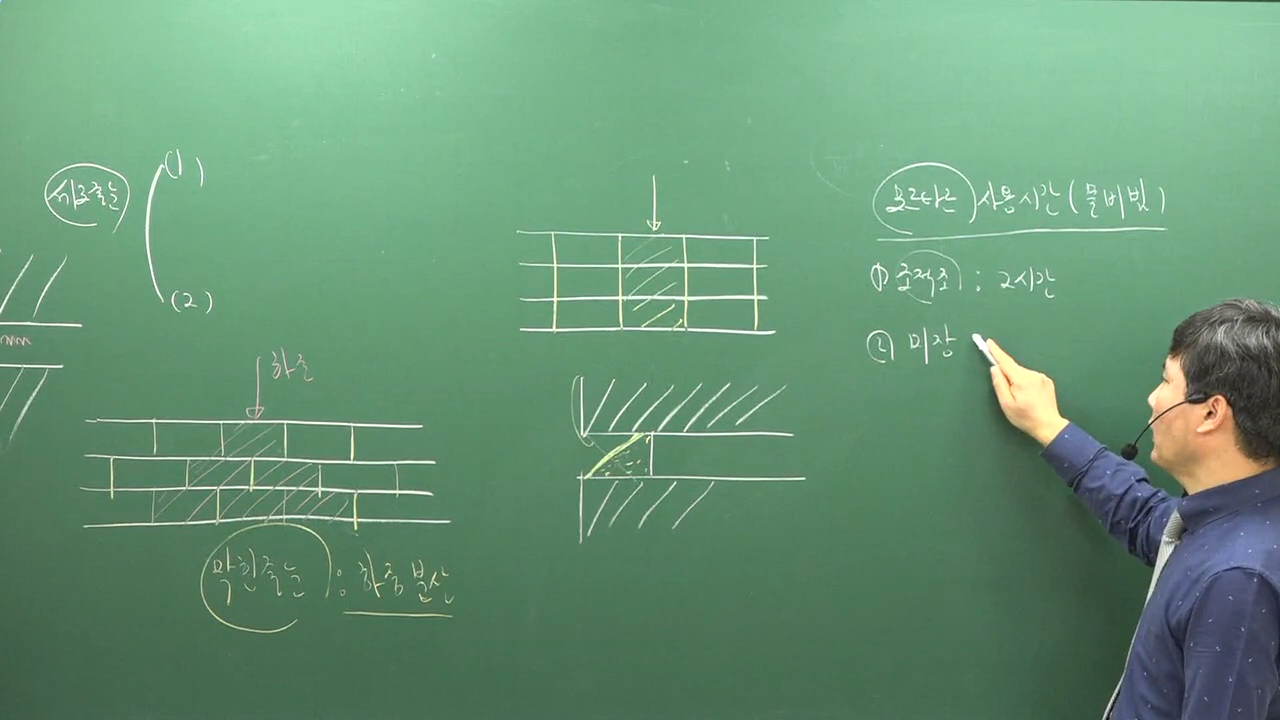 세로줄눈
(1)
(2)
하중
막힌줄눈 : 하중 분산
모르타르 사용시간(물비빔)
① 조적조 : 2시간
② 미장